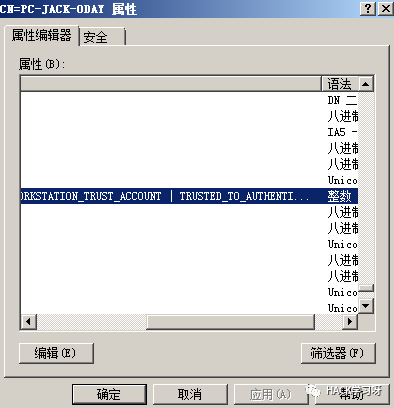 CN=PC-JACK-0DAY 属性
属性编辑器
安全
属性(B):
语法
DN 二
八进制
IA5 -
八进制
八进制
Unico
ORKSTATION_TRUST_ACCOUNT | TRUSTED_TO_AUTHENTI... 整数
八进制
八进制
Unico
八进制
八进制
Unico
Unico
编辑(E)
筛选器(F)
确定
取消
应用(A)
帮助
HACK学习呀